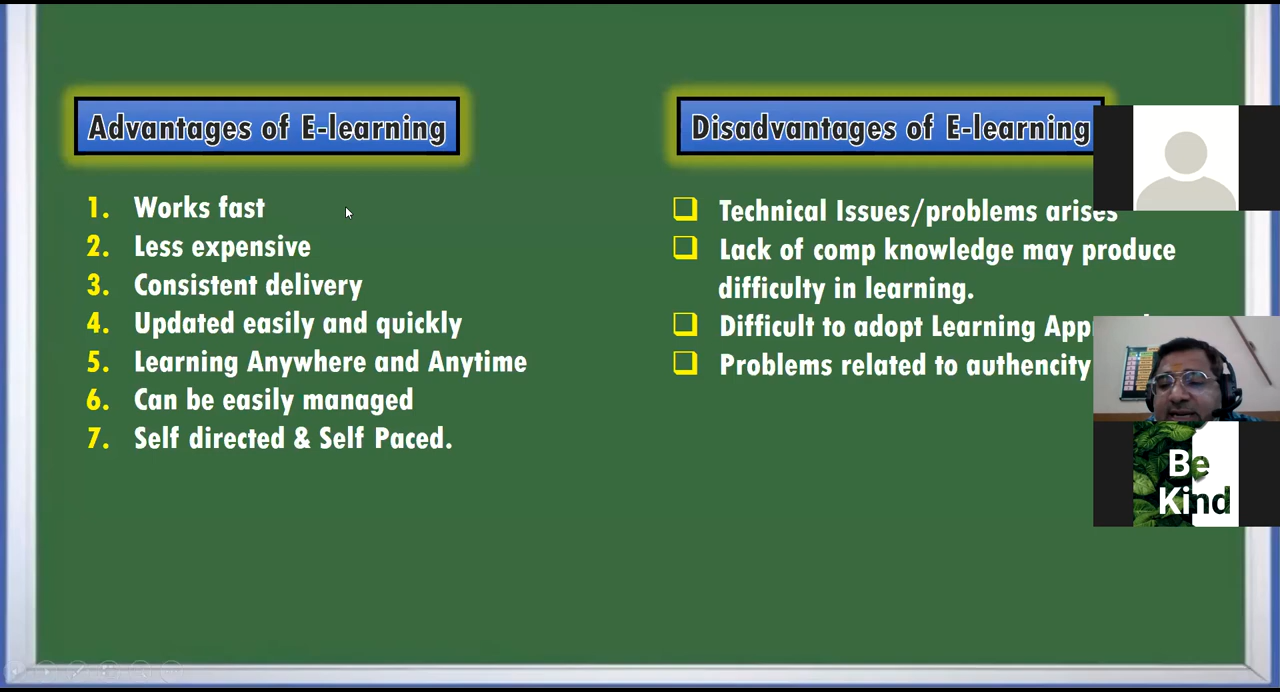 Advantages of E-learning
1. Works fast
2. Less expensive
3. Consistent delivery
4. Updated easily and quickly
5. Learning Anywhere and Anytime
6. Can be easily managed
7. Self directed & Self Paced.
Disadvantages of E-learning
❑ Technical Issues/problems arises
❑ Lack of comp knowledge may produce
difficulty in learning.
❑ Difficult to adopt Learning
❑ Problems related to authencity
Be
Kind